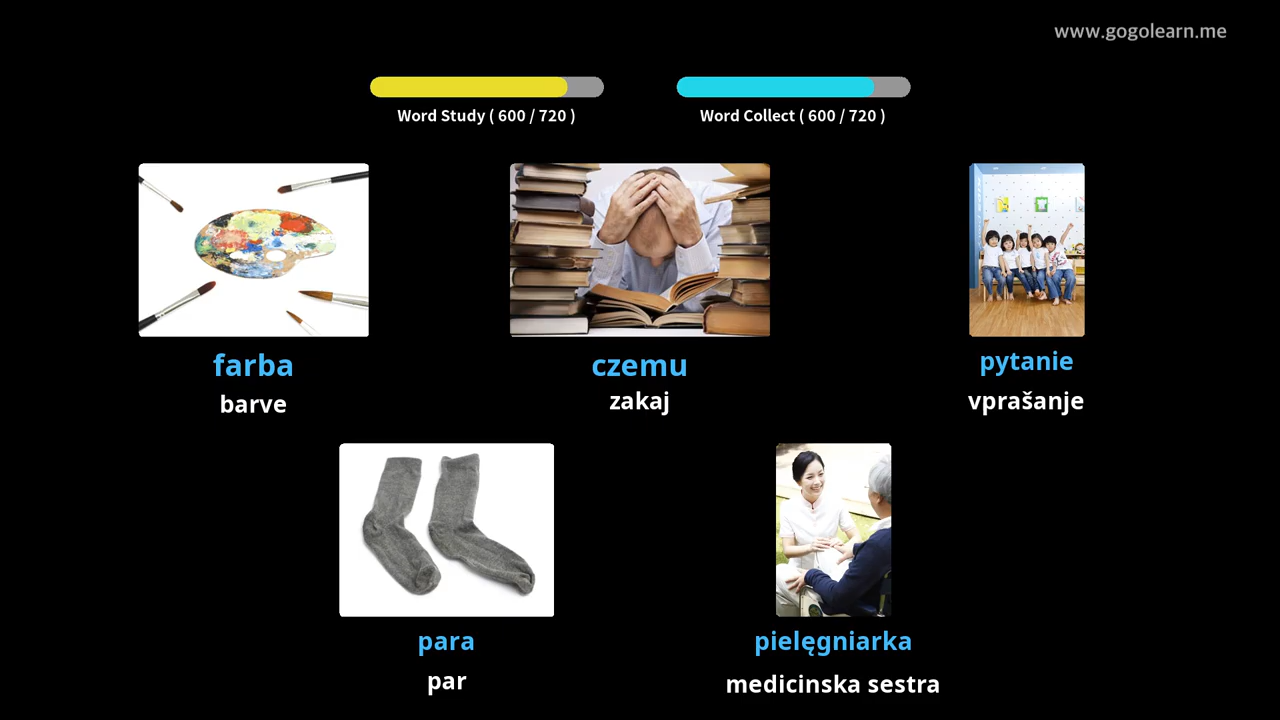 www.gogolearn.me
Word Study ( 600 / 720 )
Word Collect ( 600 / 720 )
farba
barve
czemu
zakaj
pytanie
vprašanje
para
par
pielęgniarka
medicinska sestra